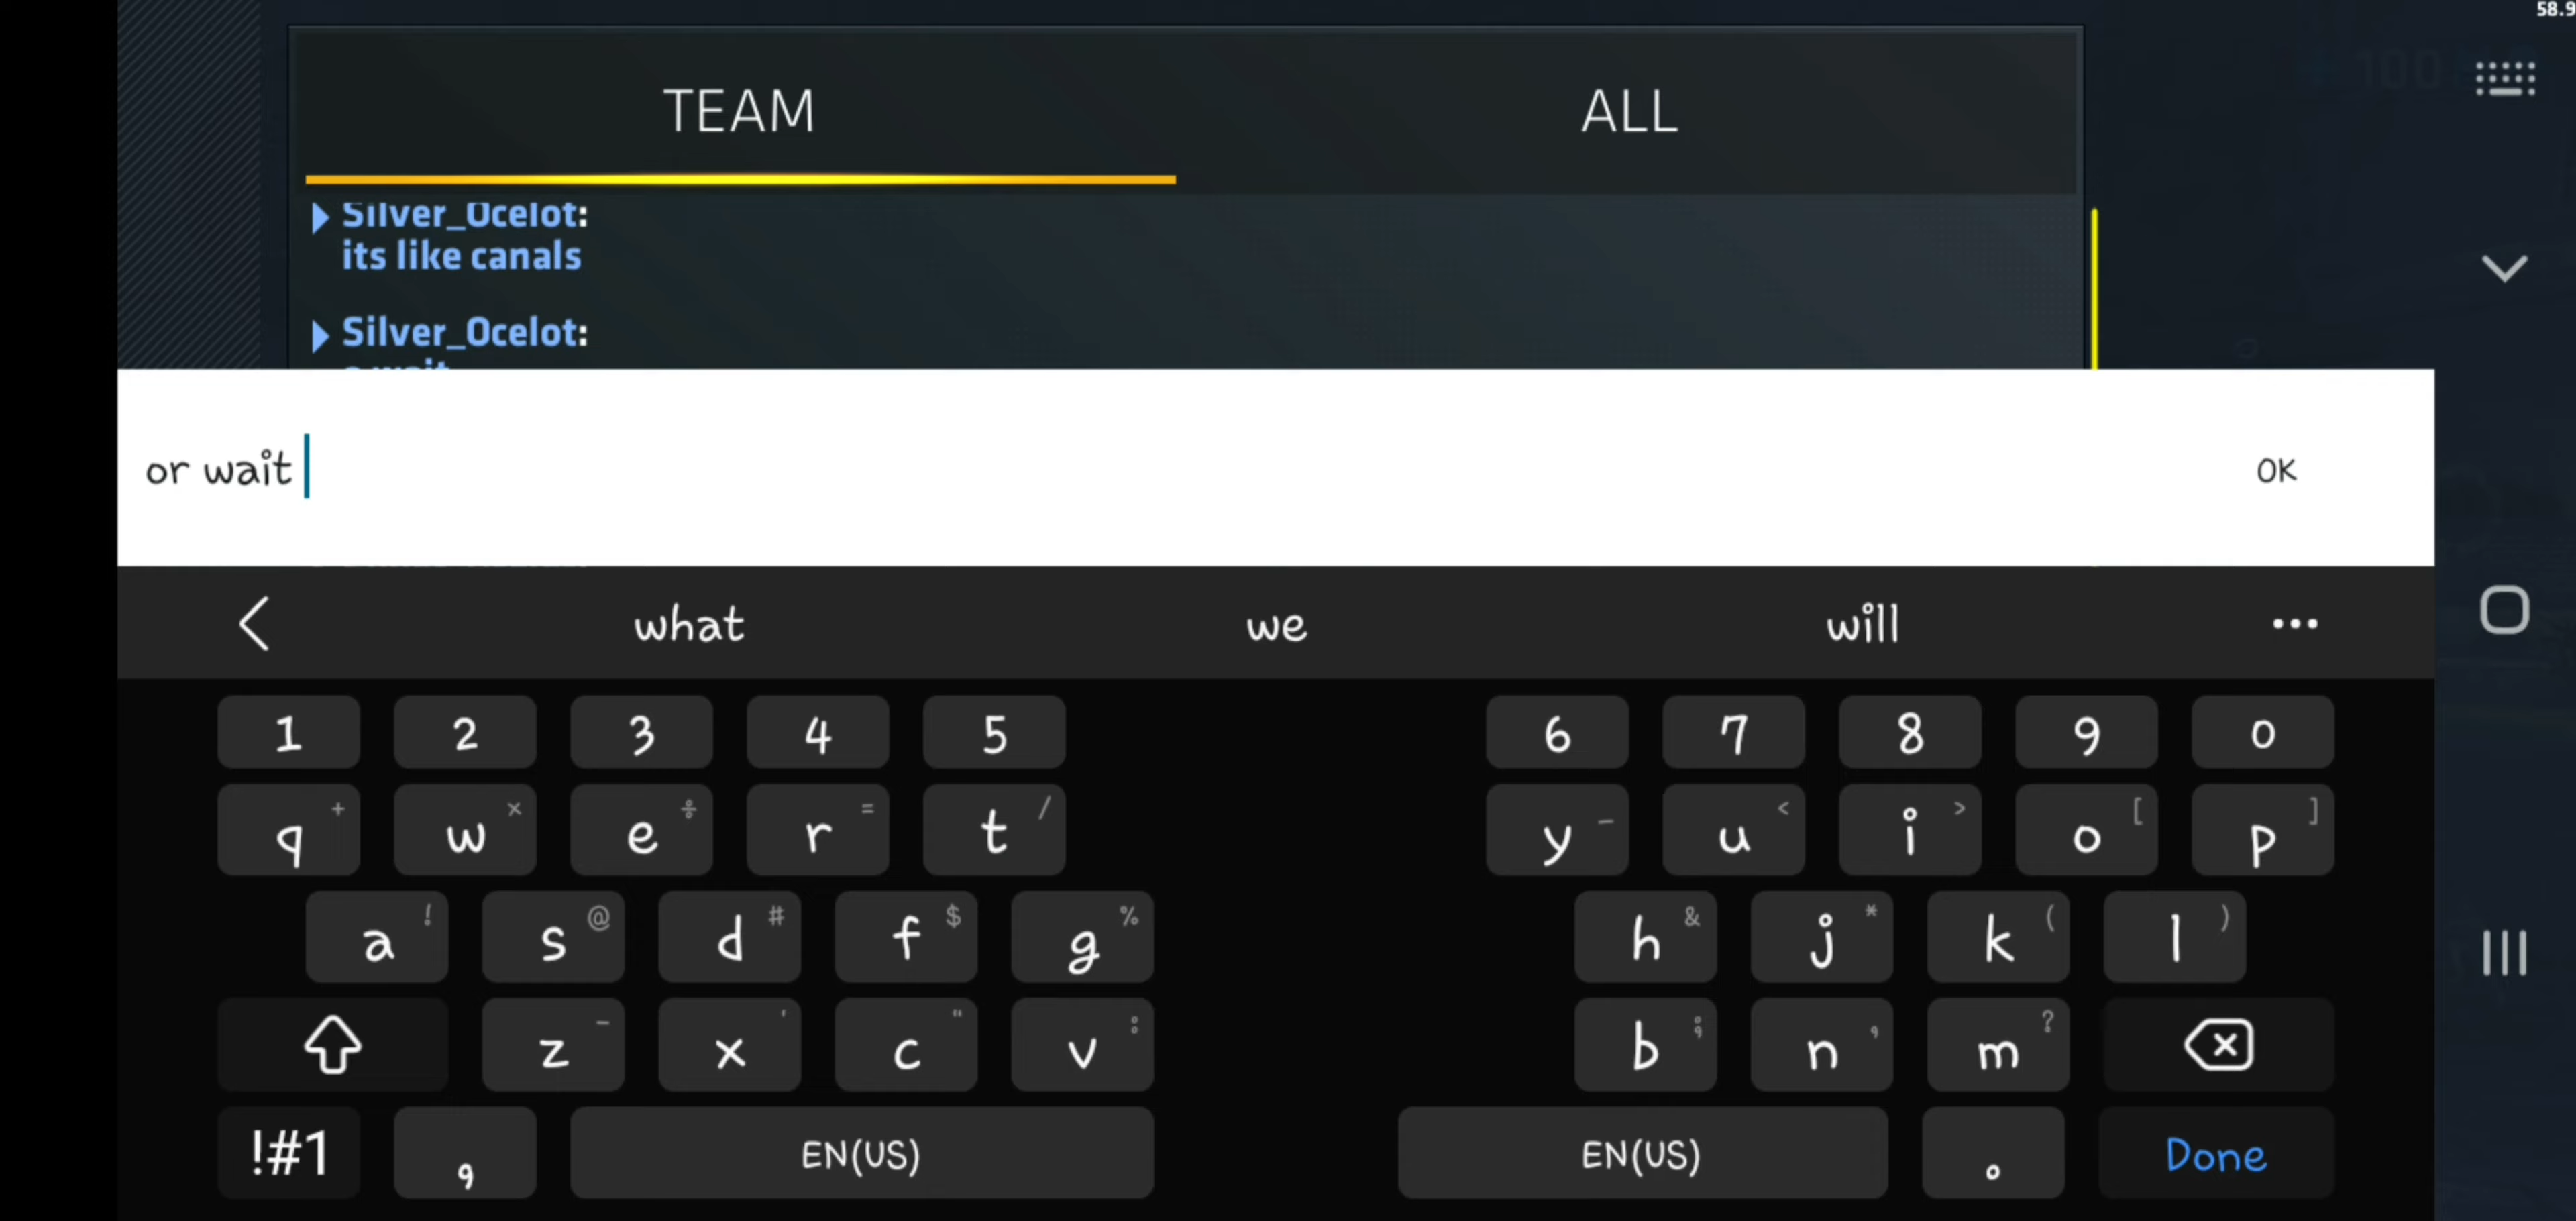 58.9
100
TEAM ALL
Silver_Ocelot:
its like canals
Silver_Ocelot:
or wait
OK
what we will ...
1 2 3 4 5 6 7 8 9 0
q + w × e ÷ r = t / y _ u < i > o [ p ]
a ! s @ d # f $ g % h & j * k ( l )
z - x ' c " v : b ; n , m ?
!#1 , EN(US) EN(US) . Done